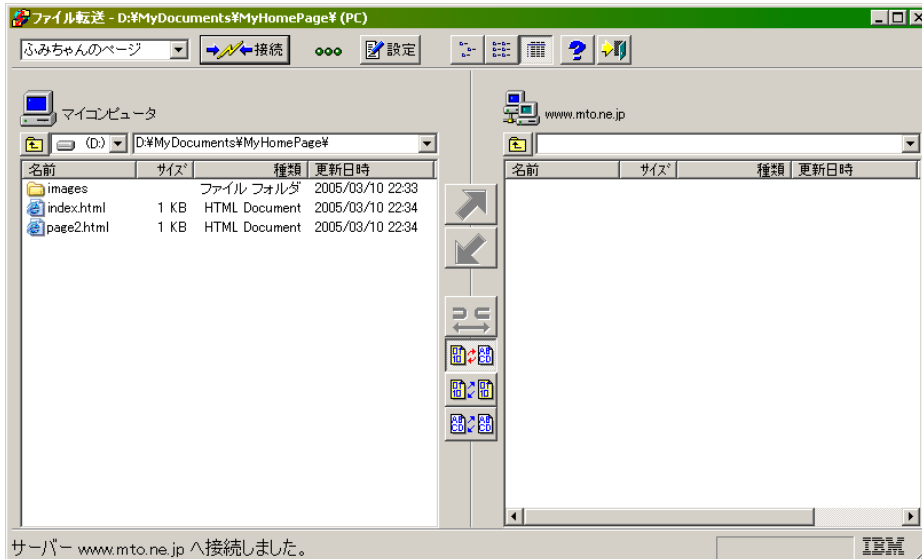 ファイル転送 - D:¥MyDocuments¥MyHomePage¥ (PC)
ふみちゃんのページ 接続 設定
マイコンピュータ
www.mto.ne.jp
(D:) D:¥MyDocuments¥MyHomePage¥
名前 サイズ 種類 更新日時
images ファイル フォルダ 2005/03/10 22:33
index.html 1 KB HTML Document 2005/03/10 22:34
page2.html 1 KB HTML Document 2005/03/10 22:34
名前 サイズ 種類 更新日時
サーバー www.mto.ne.jp へ接続しました。
IBM